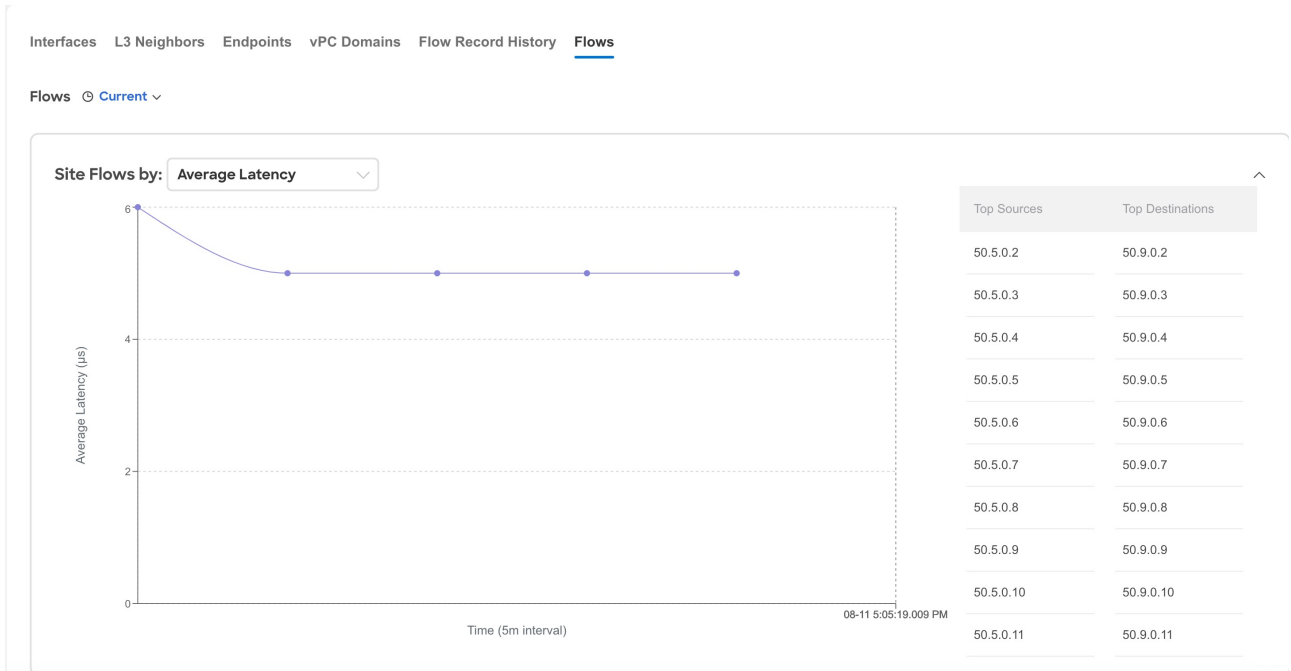 Interfaces L3 Neighbors Endpoints vPC Domains Flow Record History Flows
Flows Current
Site Flows by: Average Latency
6
4
2
0
Average Latency (μs)
08-11 5:05:19.009 PM
Time (5m interval)
Top Sources Top Destinations
50.5.0.2 50.9.0.2
50.5.0.3 50.9.0.3
50.5.0.4 50.9.0.4
50.5.0.5 50.9.0.5
50.5.0.6 50.9.0.6
50.5.0.7 50.9.0.7
50.5.0.8 50.9.0.8
50.5.0.9 50.9.0.9
50.5.0.10 50.9.0.10
50.5.0.11 50.9.0.11